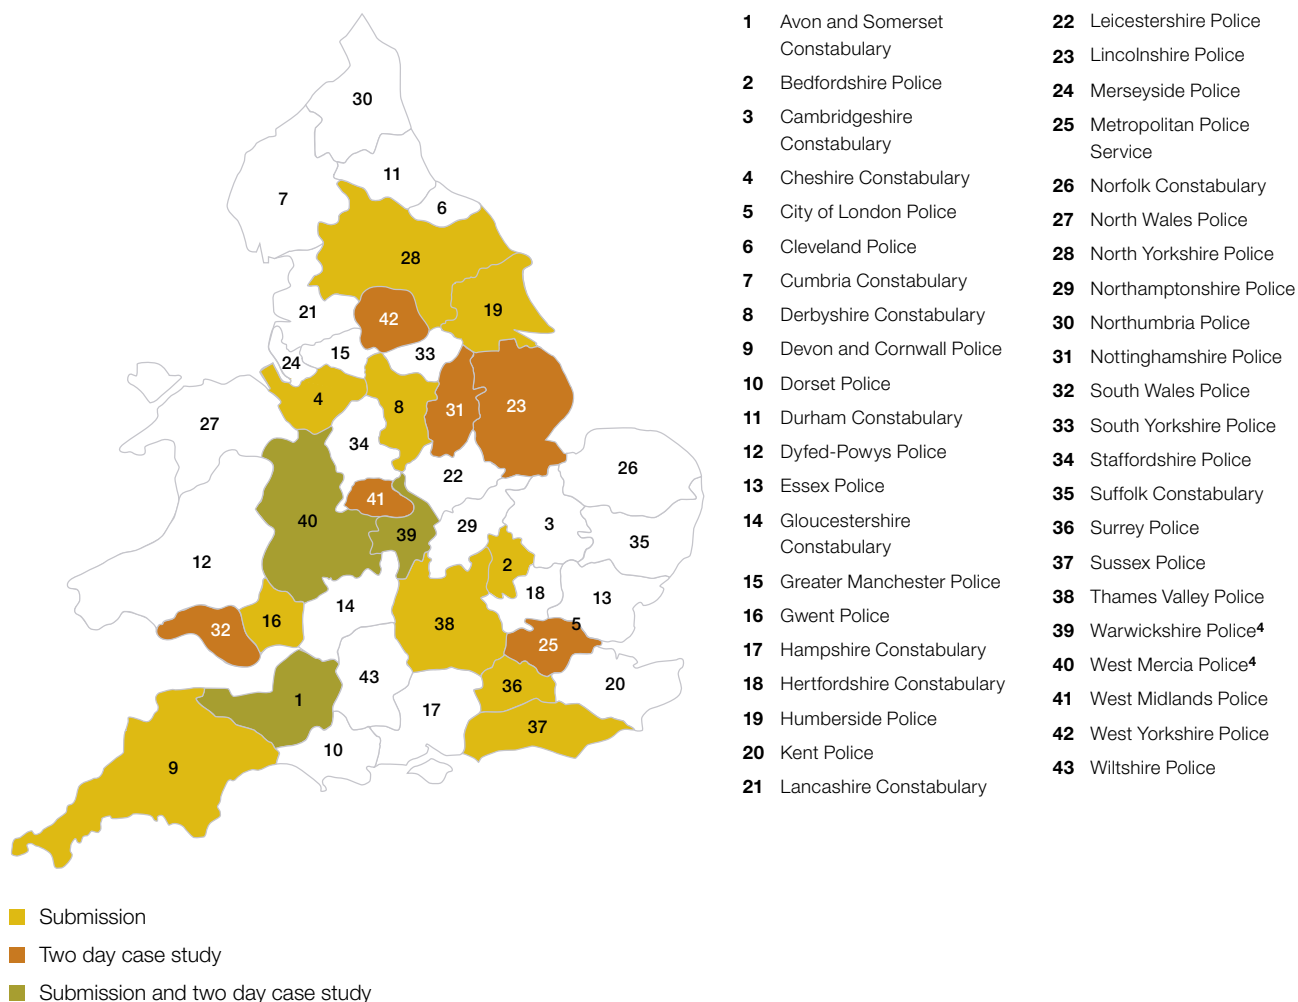 30
11
7
6
28
19
21
42
15
33
24
4
8
31
23
27
34
22
26
41
40
39
29
3
35
12
2
18
13
14
16
32
38
5
25
43
36
20
1
17
37
10
9
1 Avon and Somerset
Constabulary
2 Bedfordshire Police
3 Cambridgeshire
Constabulary
4 Cheshire Constabulary
5 City of London Police
6 Cleveland Police
7 Cumbria Constabulary
8 Derbyshire Constabulary
9 Devon and Cornwall Police
10 Dorset Police
11 Durham Constabulary
12 Dyfed-Powys Police
13 Essex Police
14 Gloucestershire
Constabulary
15 Greater Manchester Police
16 Gwent Police
17 Hampshire Constabulary
18 Hertfordshire Constabulary
19 Humberside Police
20 Kent Police
21 Lancashire Constabulary
22 Leicestershire Police
23 Lincolnshire Police
24 Merseyside Police
25 Metropolitan Police
Service
26 Norfolk Constabulary
27 North Wales Police
28 North Yorkshire Police
29 Northamptonshire Police
30 Northumbria Police
31 Nottinghamshire Police
32 South Wales Police
33 South Yorkshire Police
34 Staffordshire Police
35 Suffolk Constabulary
36 Surrey Police
37 Sussex Police
38 Thames Valley Police
39 Warwickshire Police⁴
40 West Mercia Police⁴
41 West Midlands Police
42 West Yorkshire Police
43 Wiltshire Police
Submission
Two day case study
Submission and two day case study